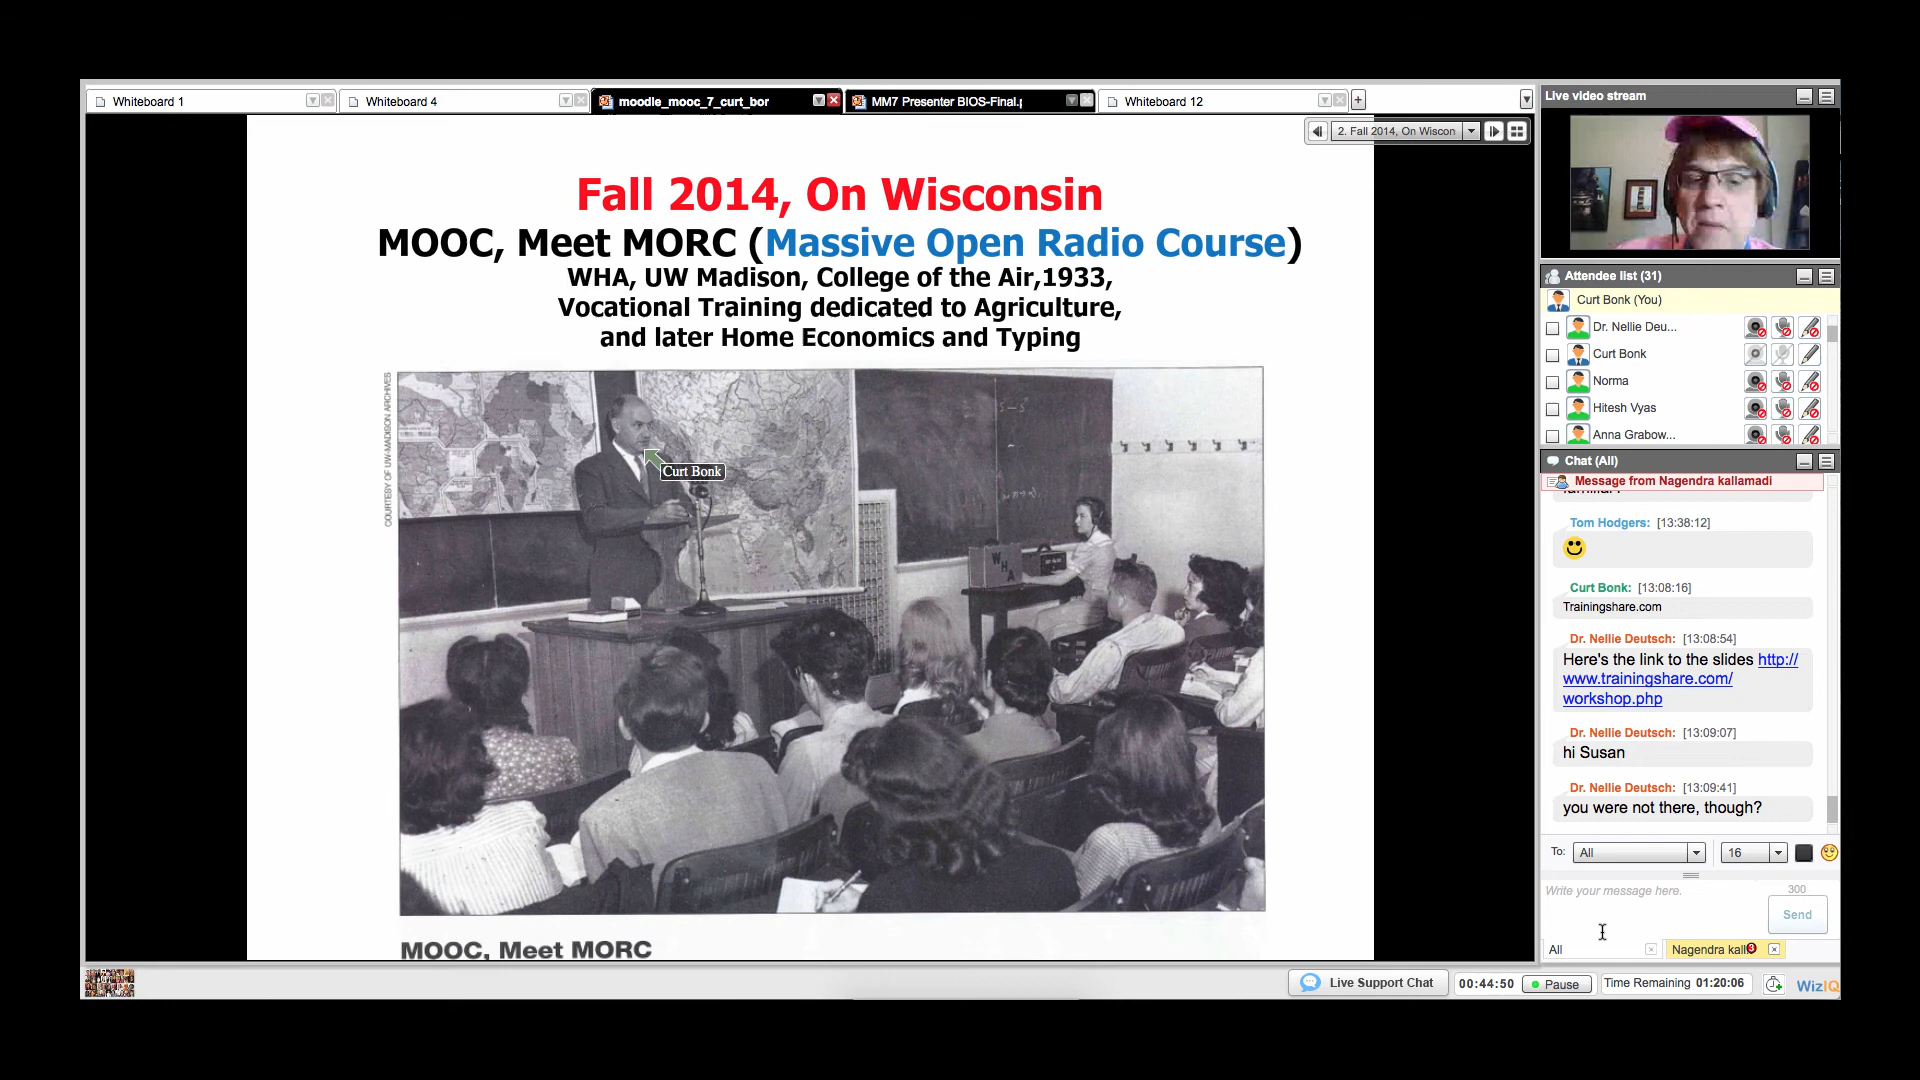 Whiteboard 1
Whiteboard 4
moodle_mooc_7_curt_bor
MM7 Presenter BIOS-Final.p
Whiteboard 12
2. Fall 2014, On Wiscon
Fall 2014, On Wisconsin
MOOC, Meet MORC (Massive Open Radio Course)
WHA, UW Madison, College of the Air,1933,
Vocational Training dedicated to Agriculture,
and later Home Economics and Typing
COURTESY OF UW-MADISON ARCHIVES
Curt Bonk
WHA
MOOC, Meet MORC
Live video stream
Attendee list (31)
Curt Bonk (You)
Dr. Nellie Deu...
Curt Bonk
Norma
Hitesh Vyas
Anna Grabow...
Chat (All)
Message from Nagendra kallamadi
Tom Hodgers: [13:38:12]
Curt Bonk: [13:08:16]
Trainingshare.com
Dr. Nellie Deutsch: [13:08:54]
Here's the link to the slides http://
www.trainingshare.com/
workshop.php
Dr. Nellie Deutsch: [13:09:07]
hi Susan
Dr. Nellie Deutsch: [13:09:41]
you were not there, though?
To: All 16
Write your message here. 300
Send
All
Nagendra kall 3
Live Support Chat
00:44:50
Pause
Time Remaining 01:20:06
WizIQ